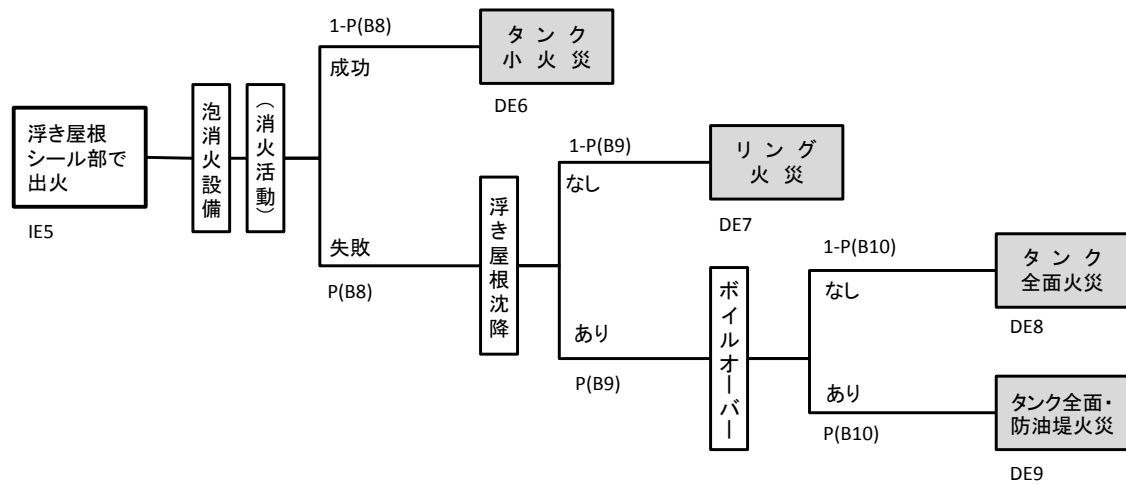 1-P(B8)
成功
タンク
小火災
DE6
浮き屋根
シール部で
出火
IE5
泡消火設備
(消火活動)
失敗
P(B8)
浮き屋根沈降
1-P(B9)
なし
リング
火災
DE7
あり
P(B9)
ボイルオーバー
1-P(B10)
なし
タンク
全面火災
DE8
あり
P(B10)
タンク全面・
防油堤火災
DE9